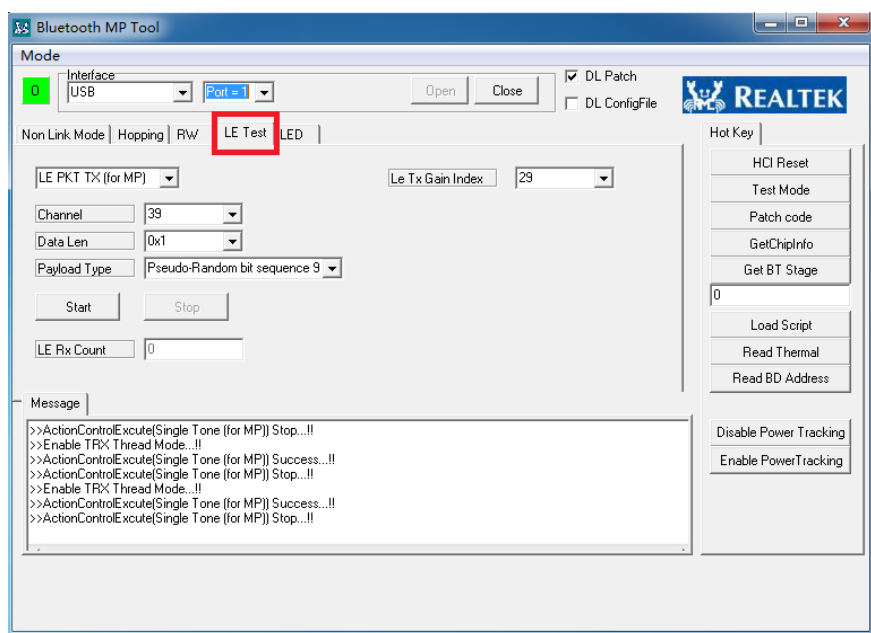 Bluetooth MP Tool
Mode
Interface
0
USB
Port = 1
Open
Close
DL Patch
DL ConfigFile
REALTEK
Non Link Mode
Hopping
RW
LE Test
LED
Hot Key
LE PKT TX (for MP)
Le Tx Gain Index
29
Channel
39
Data Len
0x1
Payload Type
Pseudo-Random bit sequence 9
Start
Stop
LE Rx Count
0
HCI Reset
Test Mode
Patch code
GetChipInfo
Get BT Stage
0
Load Script
Read Thermal
Read BD Address
Disable Power Tracking
Enable PowerTracking
Message
>>ActionControlExcute(Single Tone (for MP)) Stop...!!
>>Enable TRX Thread Mode...!!
>>ActionControlExcute(Single Tone (for MP)) Success...!!
>>ActionControlExcute(Single Tone (for MP)) Stop...!!
>>Enable TRX Thread Mode...!!
>>ActionControlExcute(Single Tone (for MP)) Success...!!
>>ActionControlExcute(Single Tone (for MP)) Stop...!!